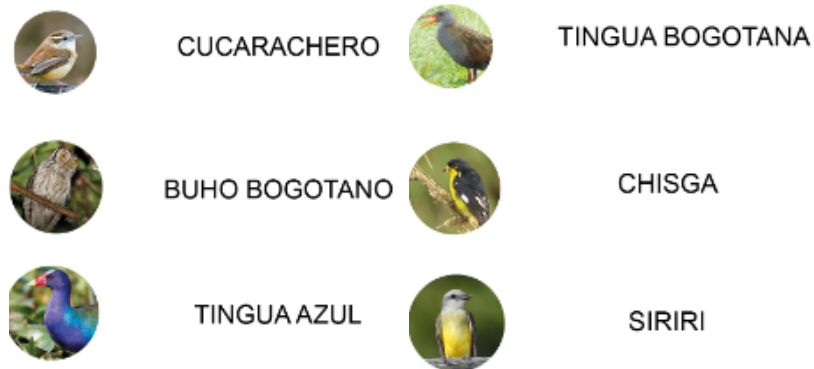 CUCARACHERO
TINGUA BOGOTANA
BUHO BOGOTANO
CHISGA
TINGUA AZUL
SIRIRI